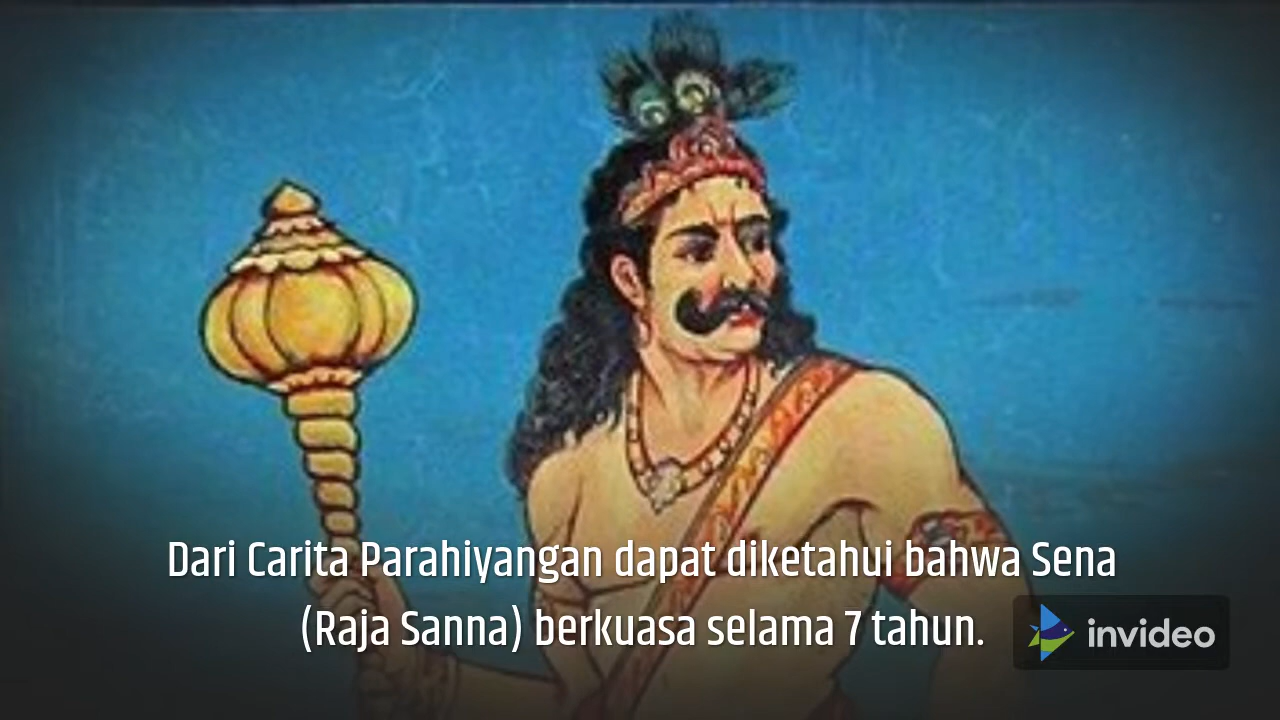 Dari Carita Parahiyangan dapat diketahui bahwa Sena
(Raja Sanna) berkuasa selama 7 tahun.
invideo